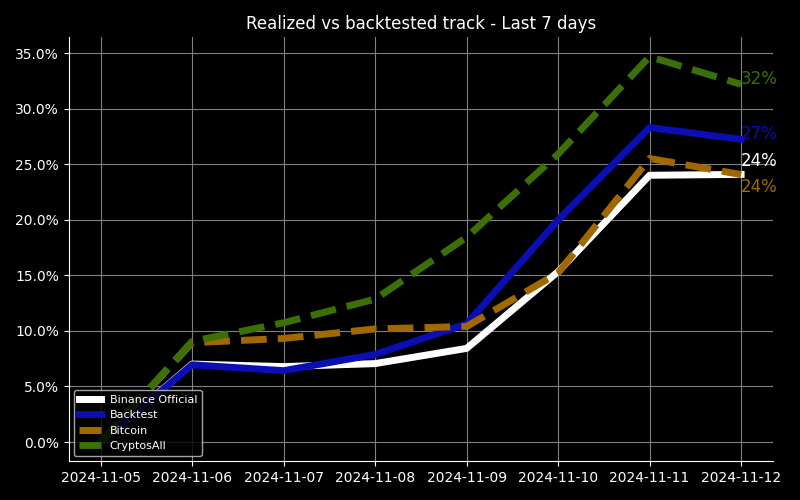 Realized vs backtested track - Last 7 days
35.0%
30.0%
25.0%
20.0%
15.0%
10.0%
5.0%
0.0%
32%
27%
24%
24%
Binance Official
Backtest
Bitcoin
CryptosAll
2024-11-05 2024-11-06 2024-11-07 2024-11-08 2024-11-09 2024-11-10 2024-11-11 2024-11-12